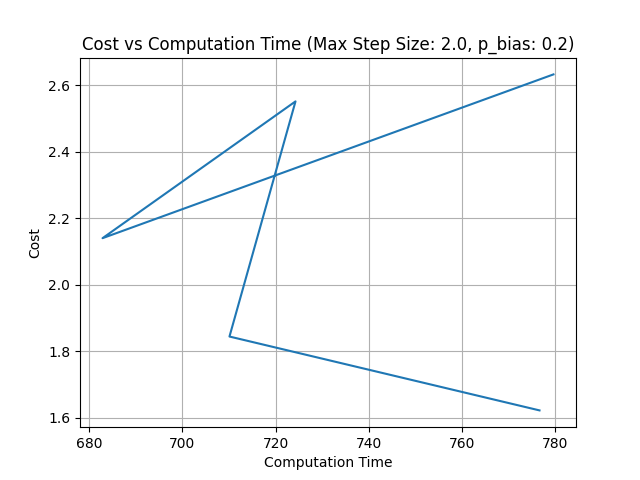 Cost vs Computation Time (Max Step Size: 2.0, p_bias: 0.2)
2.6
2.4
2.2
2.0
1.8
1.6
Cost
680 700 720 740 760 780
Computation Time